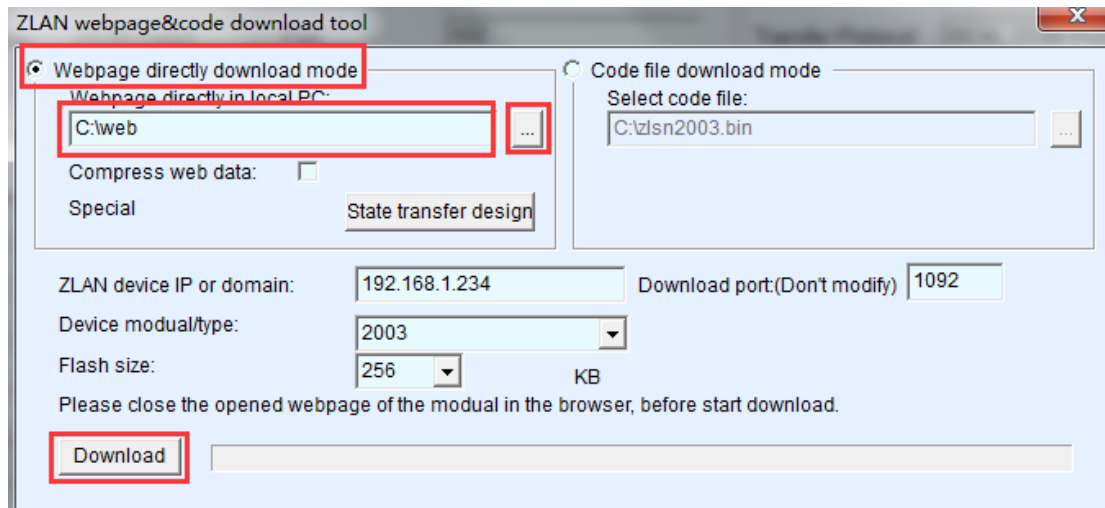 ZLAN webpage&code download tool
Webpage directly download mode
Code file download mode
Webpage directly in local PC:
Select code file:
C:\web
...
C:\zlsn2003.bin
...
Compress web data:
Special
State transfer design
ZLAN device IP or domain:
192.168.1.234
Download port:(Don't modify)
1092
Device modual/type:
2003
Flash size:
256
KB
Please close the opened webpage of the modual in the browser, before start download.
Download